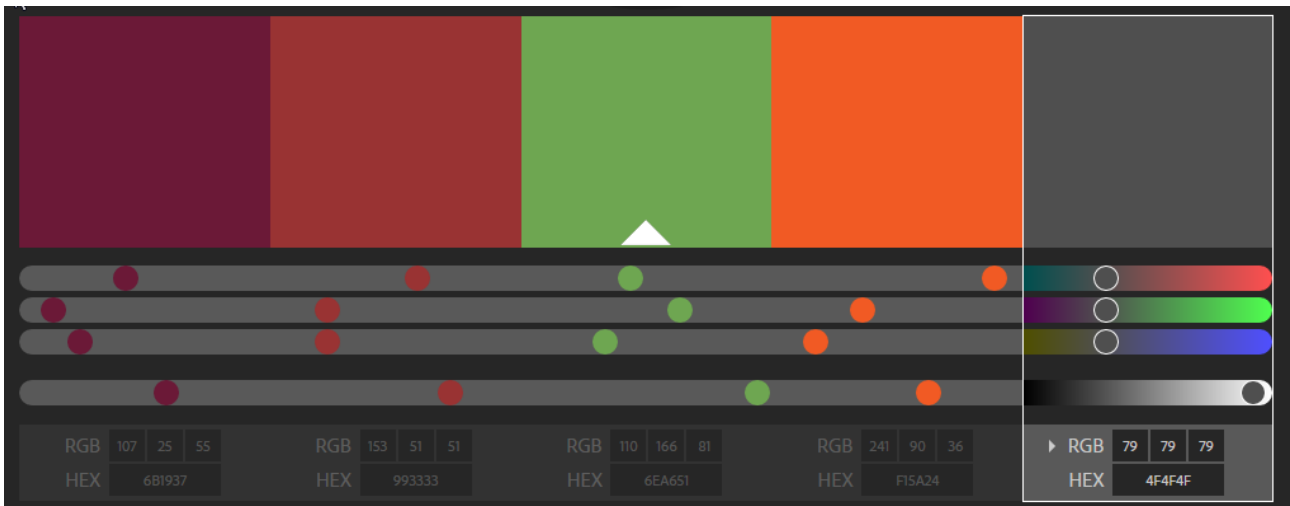 RGB 107 25 55 RGB 153 51 51 RGB 110 166 81 RGB 241 90 36 RGB 79 79 79
HEX 6B1937 HEX 993333 HEX 6EA651 HEX F15A24 HEX 4F4F4F